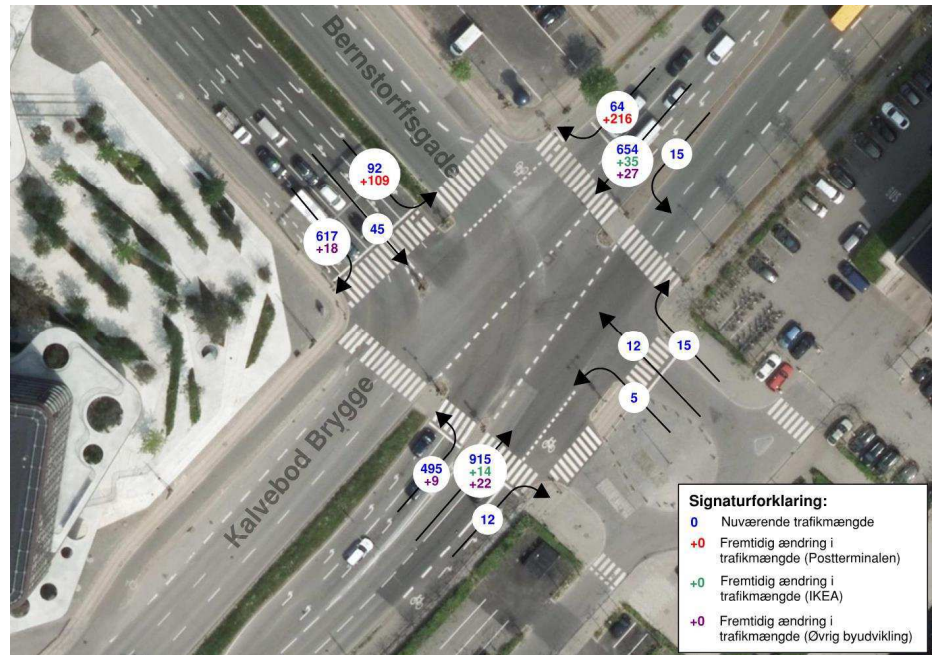 Bernstorffsgade
64
+216
654
+35
+27
15
92
+109
45
617
+18
12
15
5
Kalvebod Brygge
495
+9
915
+14
+22
12
Signaturforklaring:
0 Nuværende trafikmængde
+0 Fremtidig ændring i
trafikmængde (Postterminalen)
+0 Fremtidig ændring i
trafikmængde (IKEA)
+0 Fremtidig ændring i
trafikmængde (Øvrig byudvikling)